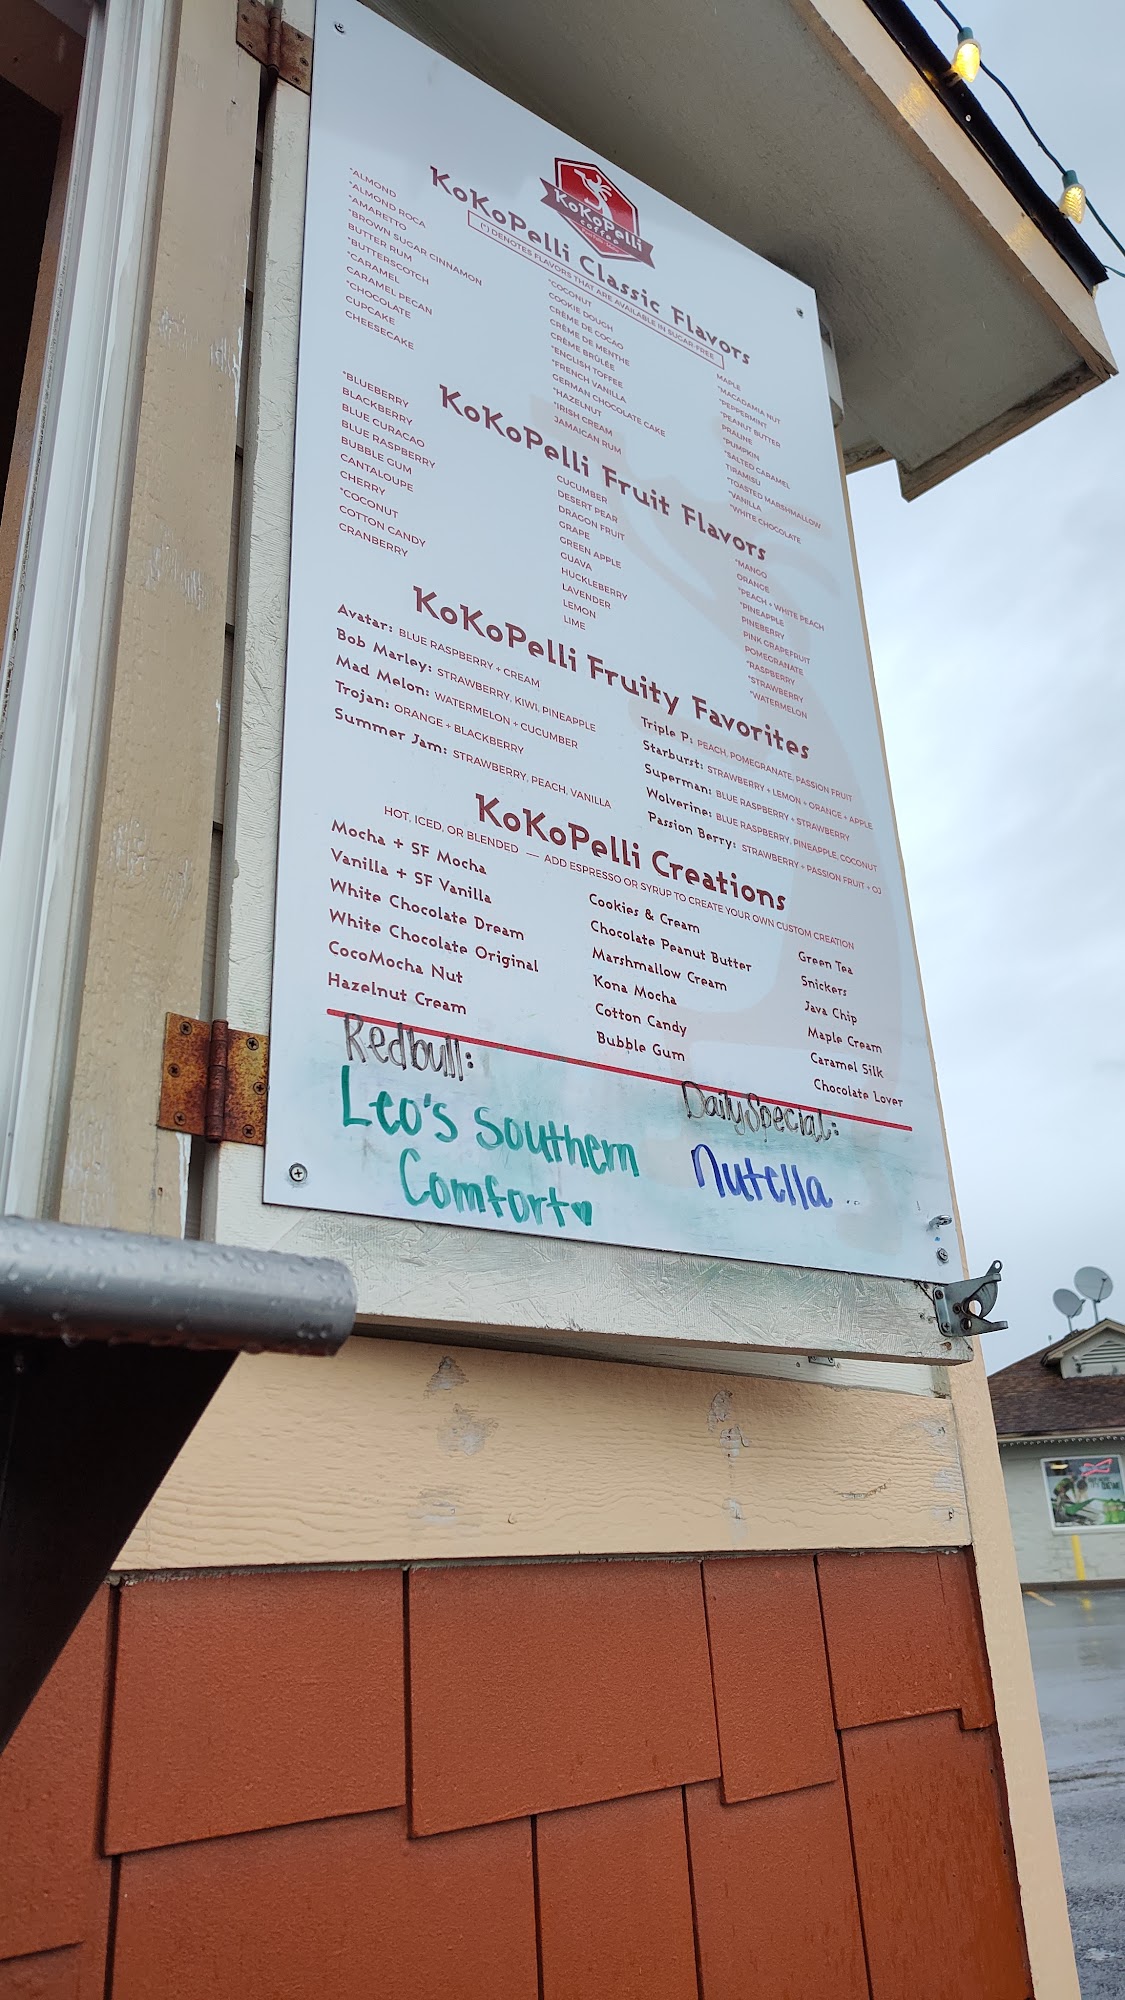 KoKoPelli
coffee
KoKoPelli Classic Flavors
(*) DENOTES FLAVORS THAT ARE AVAILABLE IN SUGAR-FREE
*ALMOND
*ALMOND ROCA
*AMARETTO
*BROWN SUGAR CINNAMON
BUTTER RUM
*BUTTERSCOTCH
*CARAMEL
CARAMEL PECAN
*CHOCOLATE
CUPCAKE
CHEESECAKE
*COCONUT
COOKIE DOUGH
CRÈME DE COCAO
CRÈME DE MENTHE
CRÈME BRÛLÉE
*ENGLISH TOFFEE
*FRENCH VANILLA
GERMAN CHOCOLATE CAKE
*HAZELNUT
*IRISH CREAM
JAMAICAN RUM
MAPLE
*MACADAMIA NUT
*PEPPERMINT
*PEANUT BUTTER
PRALINE
*PUMPKIN
*SALTED CARAMEL
TIRAMISU
*TOASTED MARSHMALLOW
*VANILLA
*WHITE CHOCOLATE
KoKoPelli Fruit Flavors
*BLUEBERRY
BLACKBERRY
BLUE CURACAO
BLUE RASPBERRY
BUBBLE GUM
CANTALOUPE
CHERRY
*COCONUT
COTTON CANDY
CRANBERRY
CUCUMBER
DESERT PEAR
DRAGON FRUIT
GRAPE
GREEN APPLE
GUAVA
HUCKLEBERRY
LAVENDER
LEMON
LIME
*MANGO
ORANGE
*PEACH + WHITE PEACH
*PINEAPPLE
PINEBERRY
PINK GRAPEFRUIT
POMEGRANATE
*RASPBERRY
*STRAWBERRY
*WATERMELON
KoKoPelli Fruity Favorites
Avatar: BLUE RASPBERRY + CREAM
Bob Marley: STRAWBERRY, KIWI, PINEAPPLE
Mad Melon: WATERMELON + CUCUMBER
Trojan: ORANGE + BLACKBERRY
Summer Jam: STRAWBERRY, PEACH, VANILLA
Triple P: PEACH, POMEGRANATE, PASSION FRUIT
Starburst: STRAWBERRY + LEMON + ORANGE + APPLE
Superman: BLUE RASPBERRY + STRAWBERRY
Wolverine: BLUE RASPBERRY, PINEAPPLE, COCONUT
Passion Berry: STRAWBERRY + PASSION FRUIT + OJ
KoKoPelli Creations
HOT, ICED, OR BLENDED — ADD ESPRESSO OR SYRUP TO CREATE YOUR OWN CUSTOM CREATION
Mocha + SF Mocha
Vanilla + SF Vanilla
White Chocolate Dream
White Chocolate Original
CocoMocha Nut
Hazelnut Cream
Cookies & Cream
Chocolate Peanut Butter
Marshmallow Cream
Kona Mocha
Cotton Candy
Bubble Gum
Green Tea
Snickers
Java Chip
Maple Cream
Caramel Silk
Chocolate Lover
Redbull:
Leo's Southern
Comfort♥
Daily Special:
Nutella